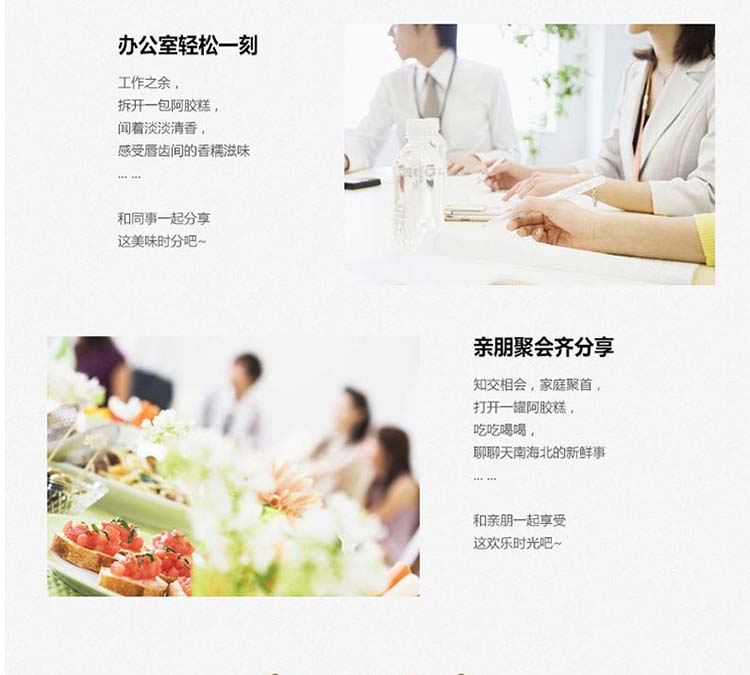 办公室轻松一刻
工作之余，
拆开一包阿胶糕，
闻着淡淡清香，
感受唇齿间的香糯滋味
... ...
和同事一起分享
这美味时分吧~
亲朋聚会齐分享
知交相会，家庭聚首，
打开一罐阿胶糕，
吃吃喝喝，
聊聊天南海北的新鲜事
... ...
和亲朋一起享受
这欢乐时光吧~